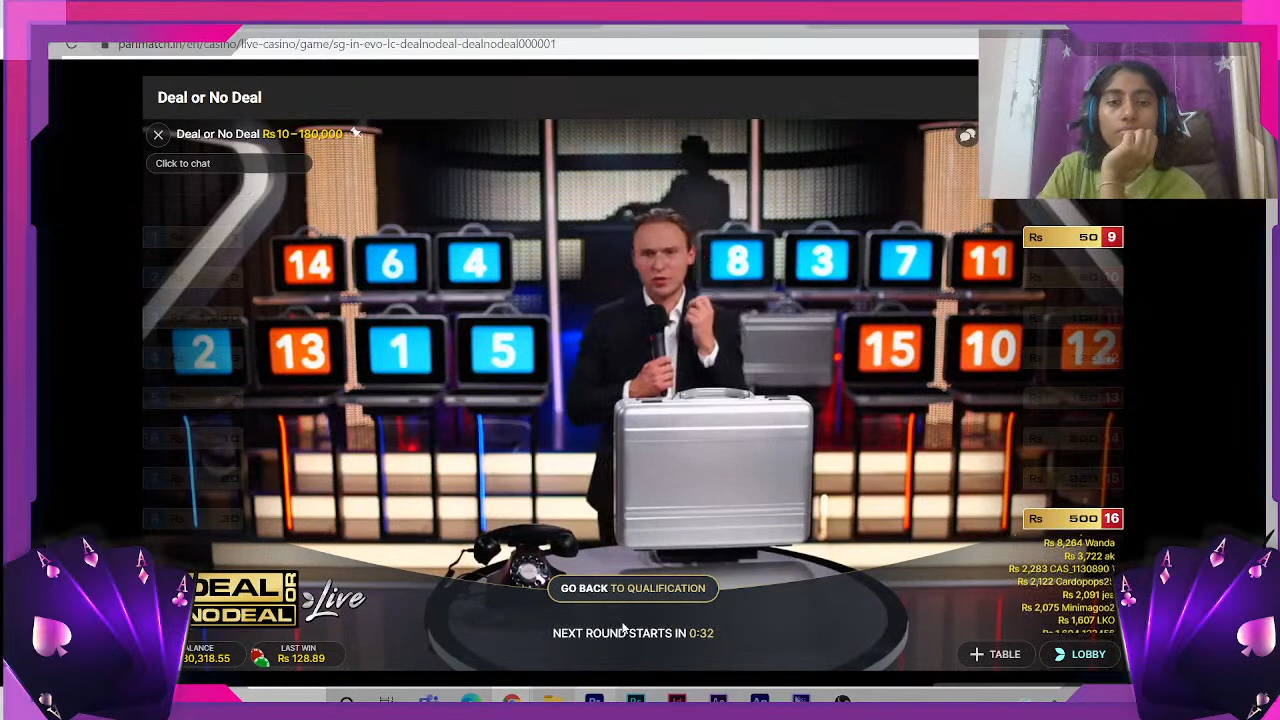 parimatch.in/en/casino/live-casino/game/sg-in-evo-lc-dealnodeal-dealnodeal000001
Deal or No Deal
Deal or No Deal Rs10–180,000
Click to chat
14 6 4 8 3 7 11
2 13 1 5 15 10 12
Rs 50 9
Rs 500 16
Rs 8,264 Wanda
Rs 3,722 ak
Rs 2,283 CAS_1130890
Rs 2,122 Cardopops2
Rs 2,091 jea
Rs 2,075 Minimagoo2
Rs 1,607 LKO
DEAL OR NO DEAL Live
GO BACK TO QUALIFICATION
NEXT ROUND STARTS IN 0:32
LAST WIN
Rs 128.89
TABLE
LOBBY